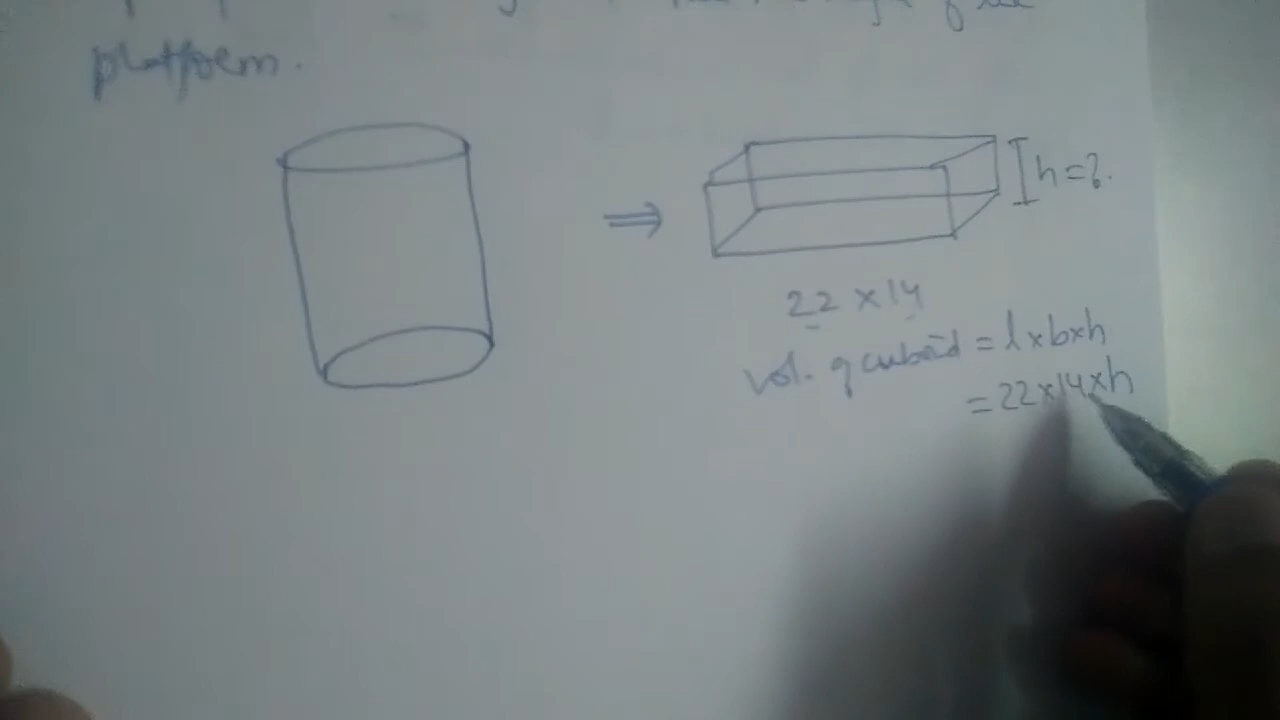 platform.
h=?
22 x 14
vol. of cuboid = l x b x h
= 22 x 14 x h